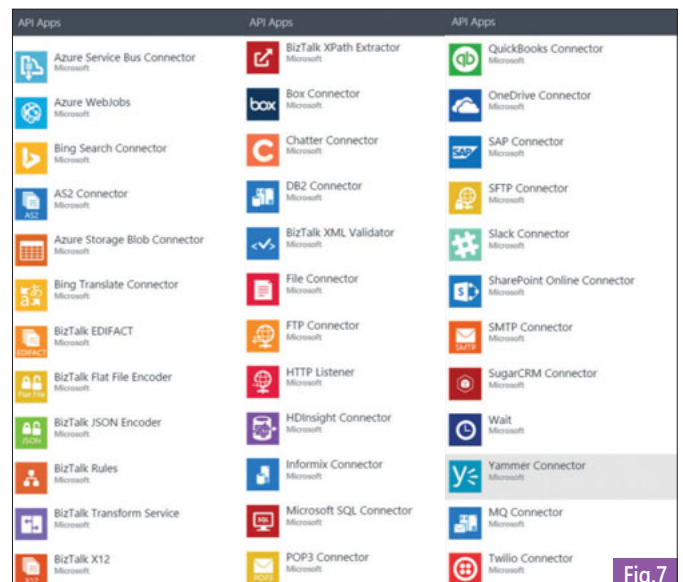 API Apps
Azure Service Bus Connector
Microsoft
Azure WebJobs
Microsoft
Bing Search Connector
Microsoft
AS2
AS2 Connector
Microsoft
Azure Storage Blob Connector
Microsoft
a あ
Bing Translate Connector
Microsoft
EDIFACT
BizTalk EDIFACT
Microsoft
Flat File
BizTalk Flat File Encoder
Microsoft
JSON
BizTalk JSON Encoder
Microsoft
BizTalk Rules
Microsoft
BizTalk Transform Service
Microsoft
X12
BizTalk X12
Microsoft
API Apps
BizTalk XPath Extractor
Microsoft
box
Box Connector
Microsoft
C
Chatter Connector
Microsoft
DB2 Connector
Microsoft
BizTalk XML Validator
Microsoft
File Connector
Microsoft
FTP Connector
Microsoft
HTTP Listener
Microsoft
HDInsight Connector
Microsoft
Informix Connector
Microsoft
SQL
Microsoft SQL Connector
Microsoft
POP3
POP3 Connector
Microsoft
API Apps
qb
QuickBooks Connector
Microsoft
OneDrive Connector
Microsoft
SAP
SAP Connector
Microsoft
SFTP Connector
Microsoft
Slack Connector
Microsoft
S
SharePoint Online Connector
Microsoft
SMTP
SMTP Connector
Microsoft
SugarCRM Connector
Microsoft
Wait
Microsoft
Yammer Connector
Microsoft
MQ Connector
Microsoft
Twilio Connector
Microsoft
Fig.7